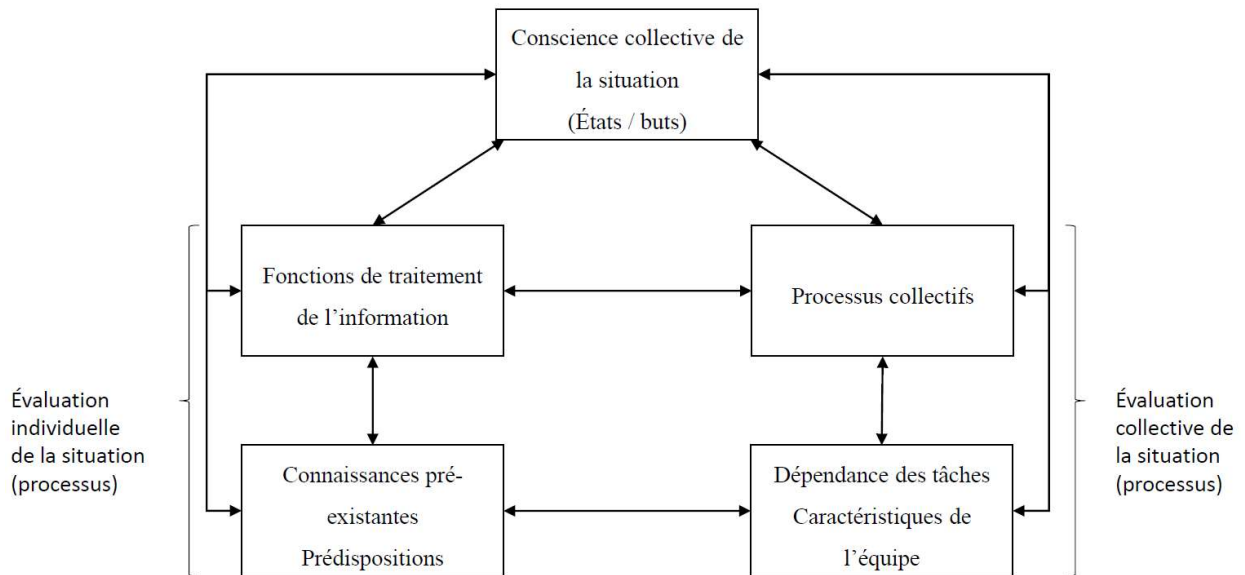 Conscience collective de
la situation
(États / buts)
Fonctions de traitement
de l’information
Processus collectifs
Évaluation
individuelle
de la situation
(processus)
Connaissances pré-
existantes
Prédispositions
Dépendance des tâches
Caractéristiques de
l’équipe
Évaluation
collective de
la situation
(processus)